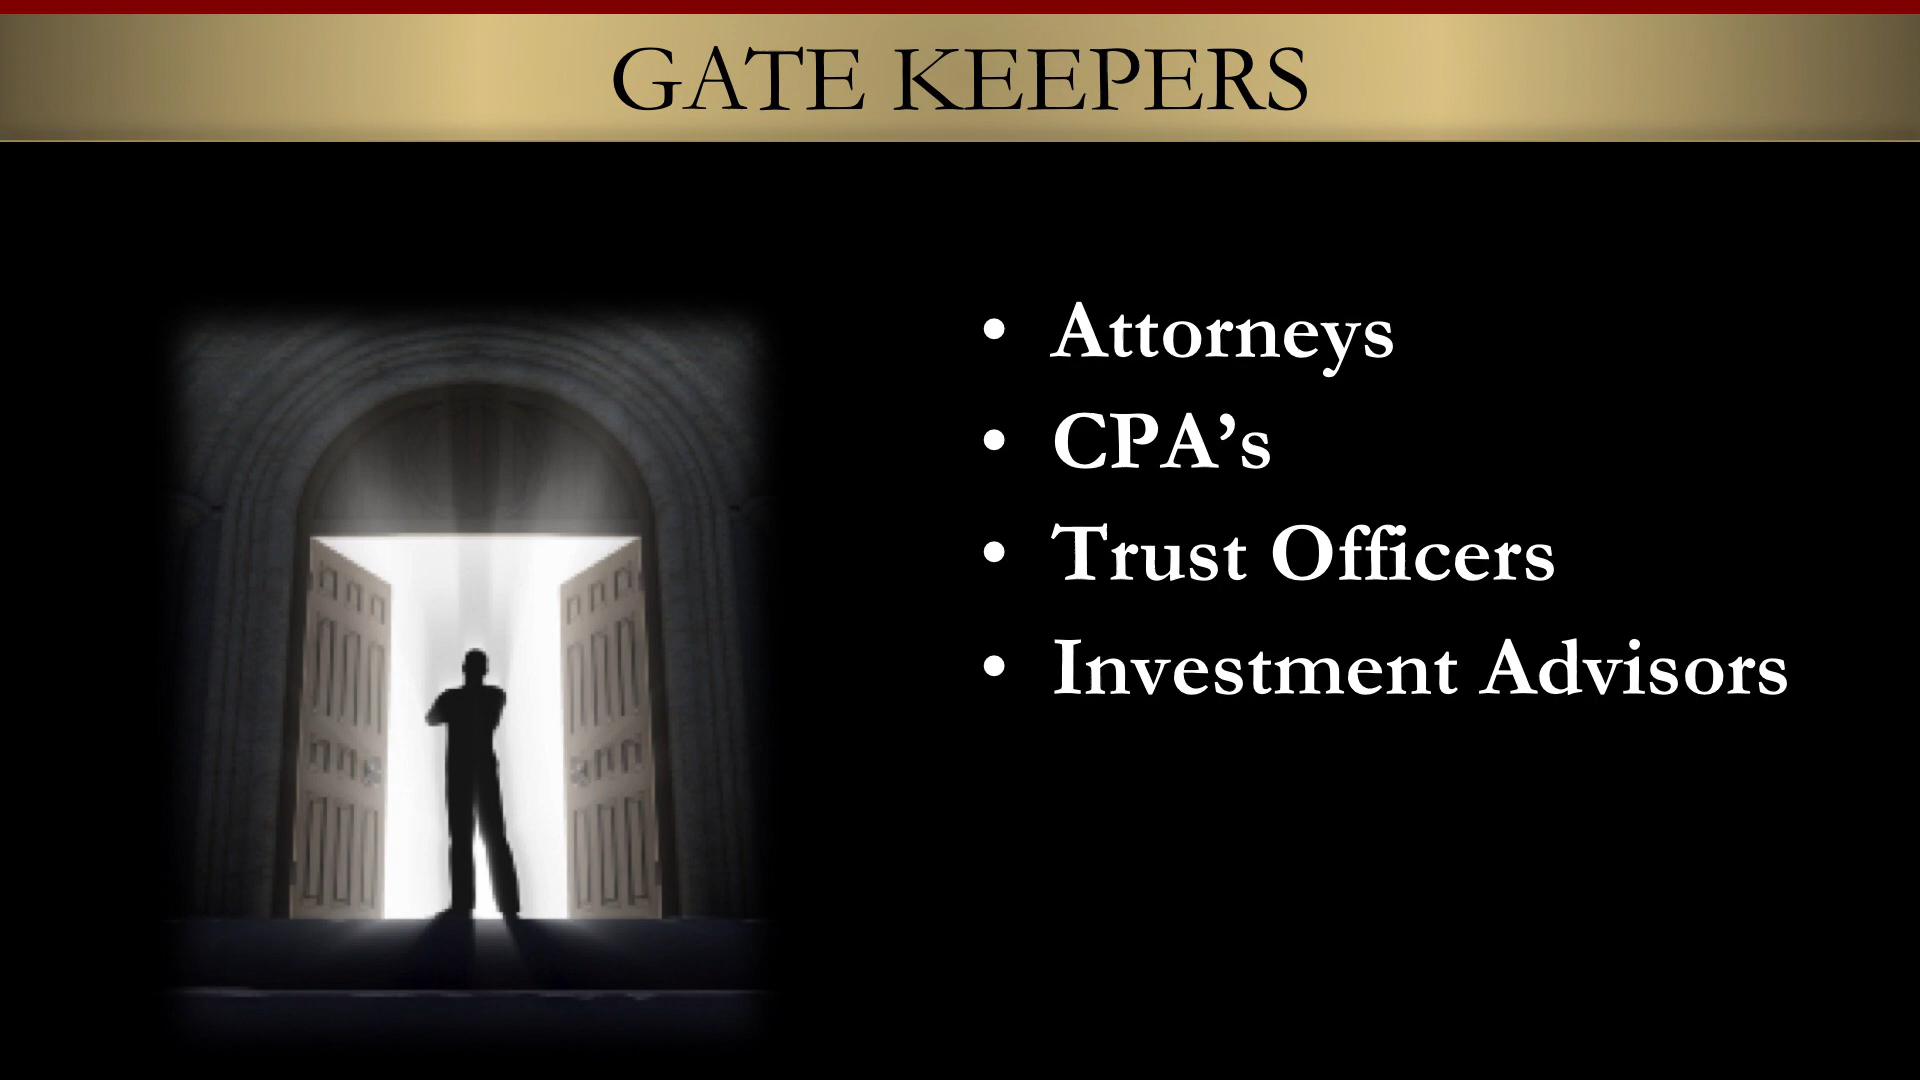 GATE KEEPERS
• Attorneys
• CPA’s
• Trust Officers
• Investment Advisors